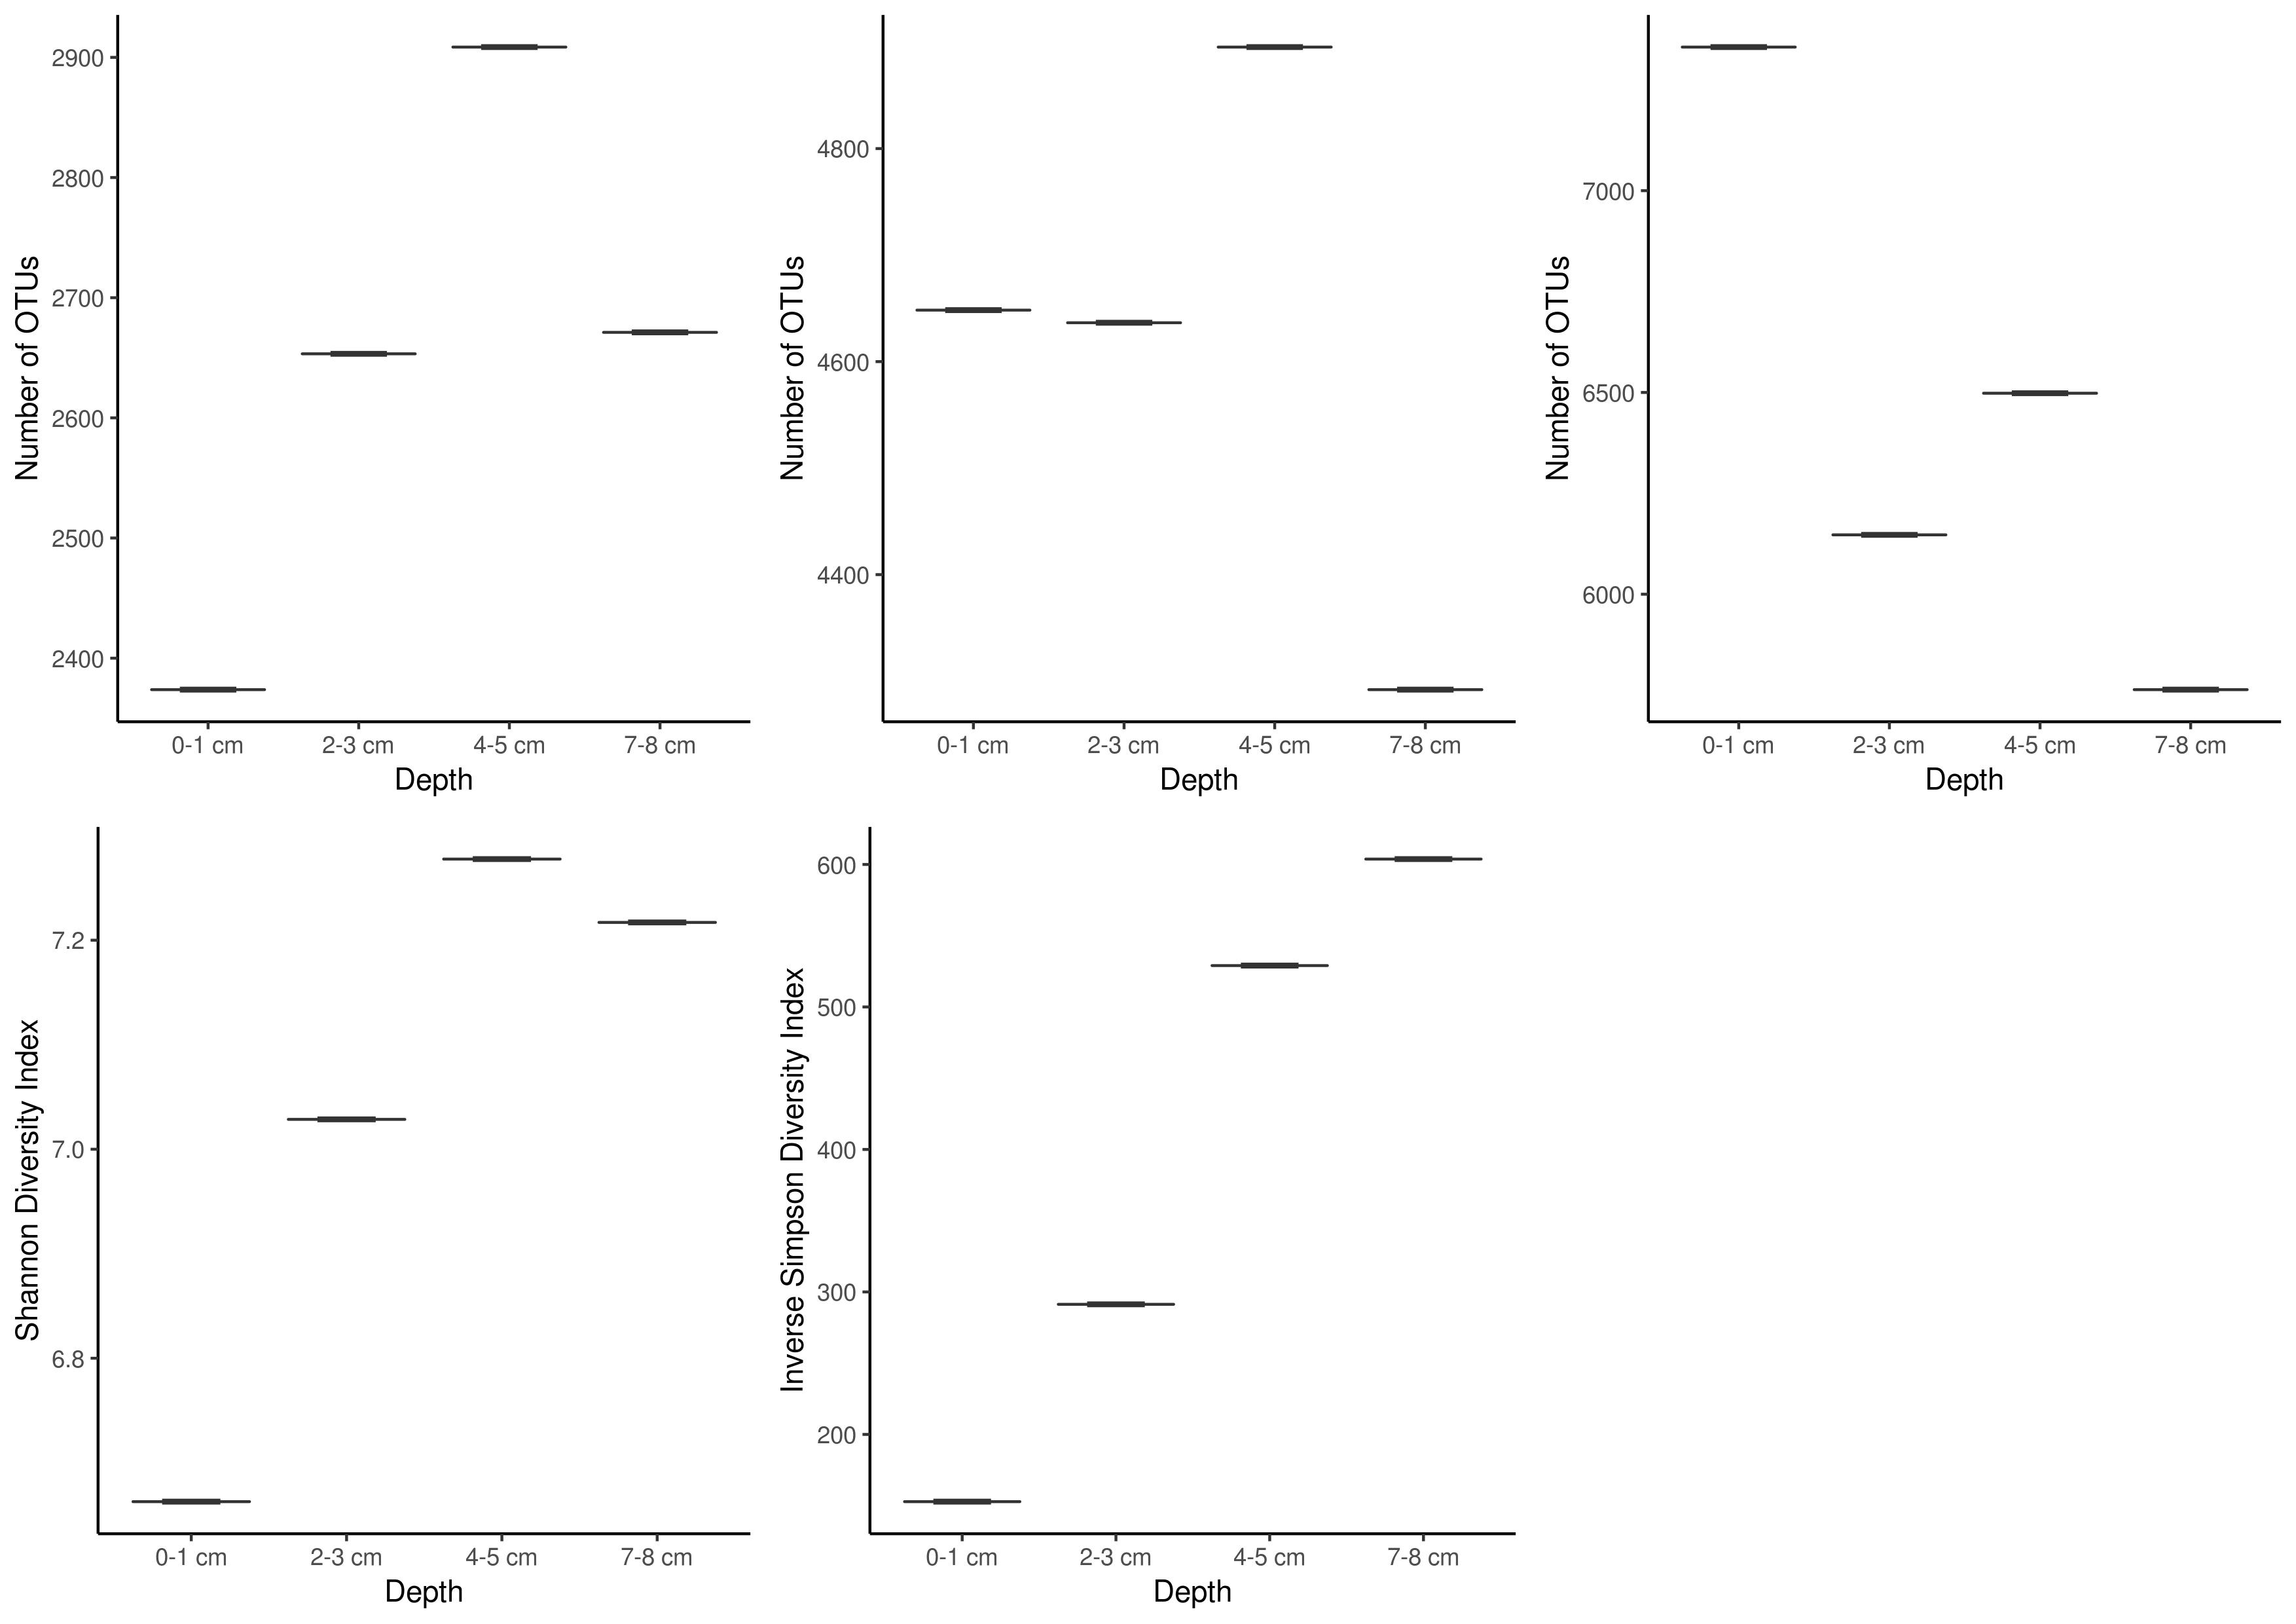 Number of OTUs
2900
2800
2700
2600
2500
2400
0-1 cm 2-3 cm 4-5 cm 7-8 cm
Depth
Number of OTUs
4800
4600
4400
0-1 cm 2-3 cm 4-5 cm 7-8 cm
Depth
Number of OTUs
7000
6500
6000
0-1 cm 2-3 cm 4-5 cm 7-8 cm
Depth
Shannon Diversity Index
7.2
7.0
6.8
0-1 cm 2-3 cm 4-5 cm 7-8 cm
Depth
Inverse Simpson Diversity Index
600
500
400
300
200
0-1 cm 2-3 cm 4-5 cm 7-8 cm
Depth